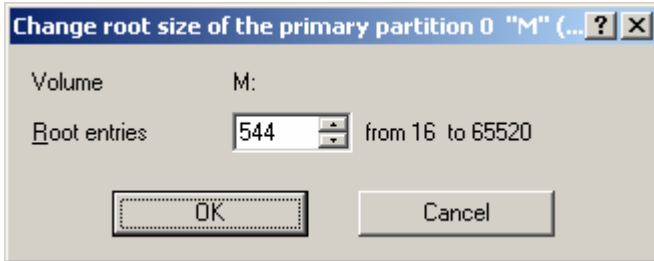 Change root size of the primary partition 0 "M" (...
Volume M:
Root entries 544 from 16 to 65520
OK Cancel